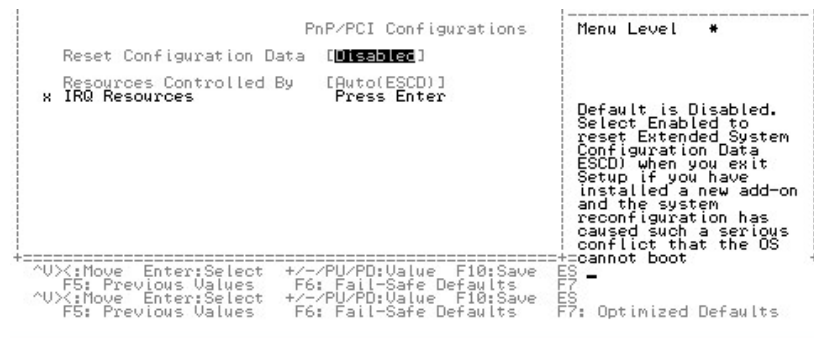 PnP/PCI Configurations
Menu Level *
Reset Configuration Data [Disabled]
Resources Controlled By [Auto(ESCD)]
x IRQ Resources Press Enter
Default is Disabled.
Select Enabled to
reset Extended System
Configuration Data
ESCD) when you exit
Setup if you have
installed a new add-on
and the system
reconfiguration has
caused such a serious
conflict that the OS
cannot boot
^V><:Move Enter:Select +/-/PU/PD:Value F10:Save ES
F5: Previous Values F6: Fail-Safe Defaults F7
^V><:Move Enter:Select +/-/PU/PD:Value F10:Save ES
F5: Previous Values F6: Fail-Safe Defaults F7: Optimized Defaults